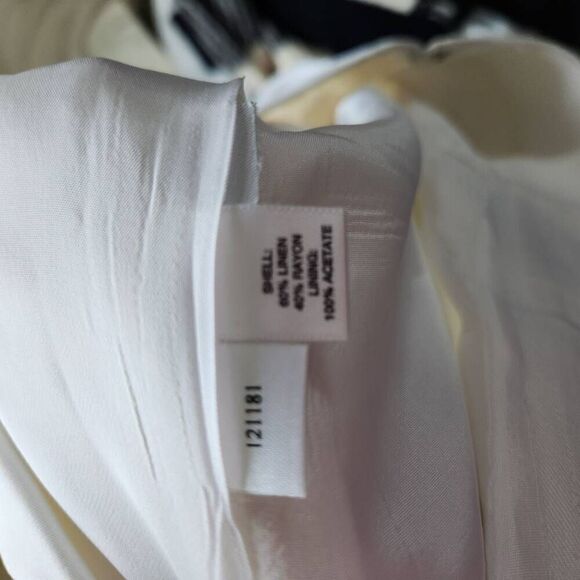 SHELL:
60% LINEN
40% RAYON
LINING:
100% ACETATE
121181